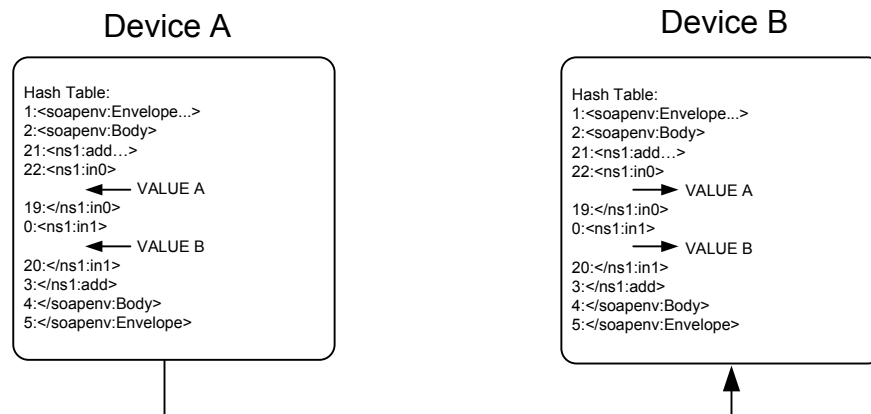 Device A
Hash Table:
1:<soapenv:Envelope...>
2:<soapenv:Body>
21:<ns1:add…>
22:<ns1:in0>
VALUE A
19:</ns1:in0>
0:<ns1:in1>
VALUE B
20:</ns1:in1>
3:</ns1:add>
4:</soapenv:Body>
5:</soapenv:Envelope>
Device B
Hash Table:
1:<soapenv:Envelope...>
2:<soapenv:Body>
21:<ns1:add…>
22:<ns1:in0>
VALUE A
19:</ns1:in0>
0:<ns1:in1>
VALUE B
20:</ns1:in1>
3:</ns1:add>
4:</soapenv:Body>
5:</soapenv:Envelope>